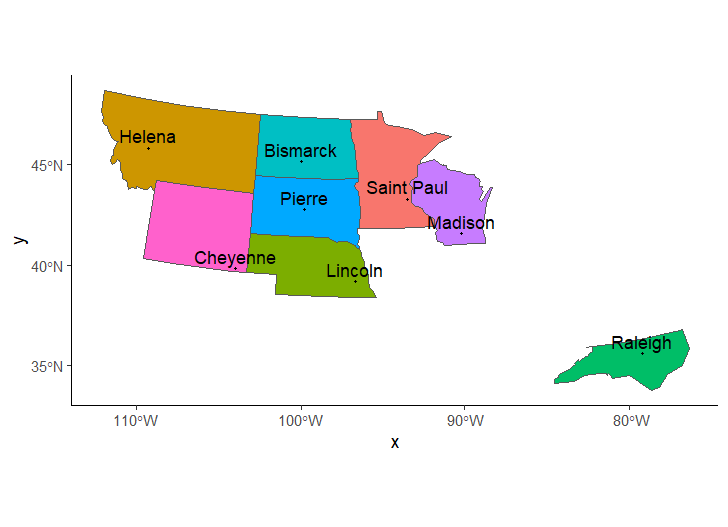 Helena
Bismarck
45°N
Saint Paul
Pierre
Madison
y
Cheyenne
40°N
Lincoln
Raleigh
35°N
110°W
100°W
90°W
80°W
x